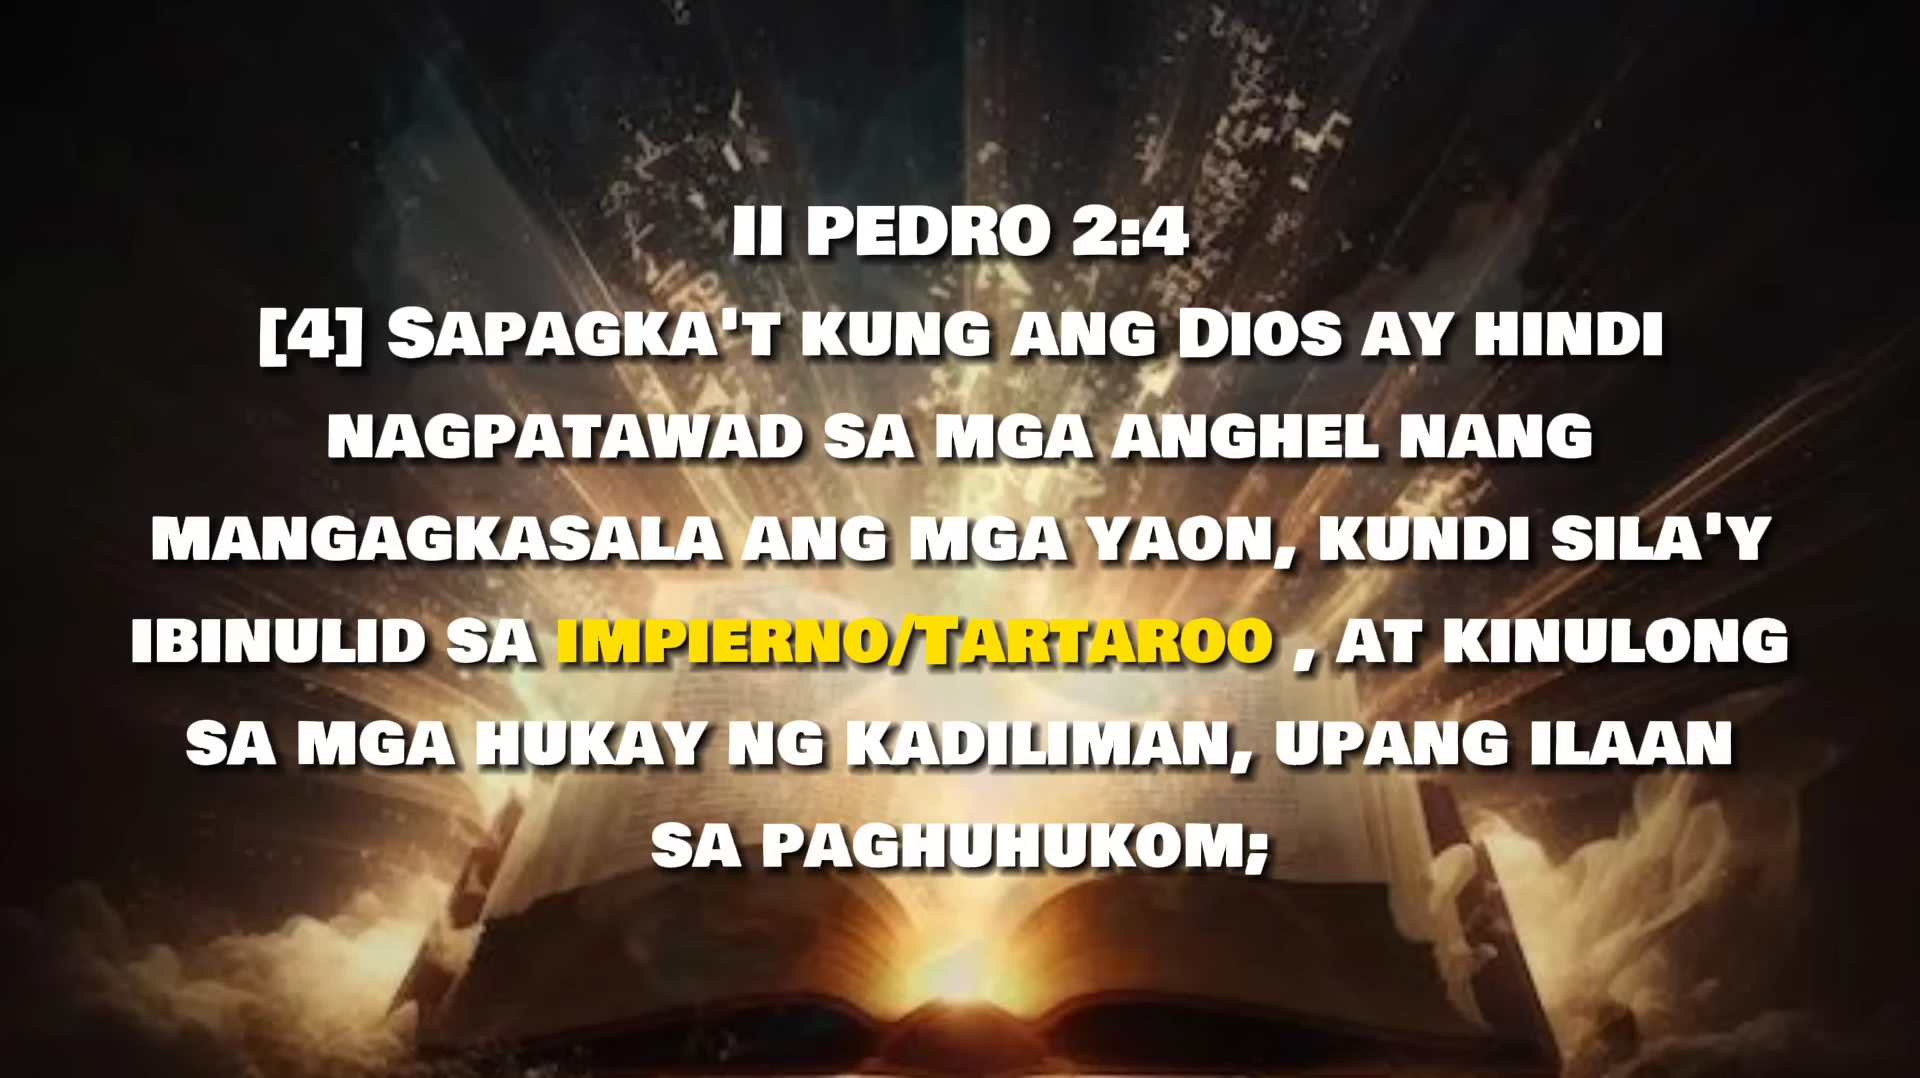 II PEDRO 2:4
[4] Sapagka't kung ang Dios ay hindi
nagpatawad sa mga anghel nang
mangagkasala ang mga yaon, kundi sila'y
ibinulid sa impierno/Tartaroo , at kinulong
sa mga hukay ng kadiliman, upang ilaan
sa paghuhukom;